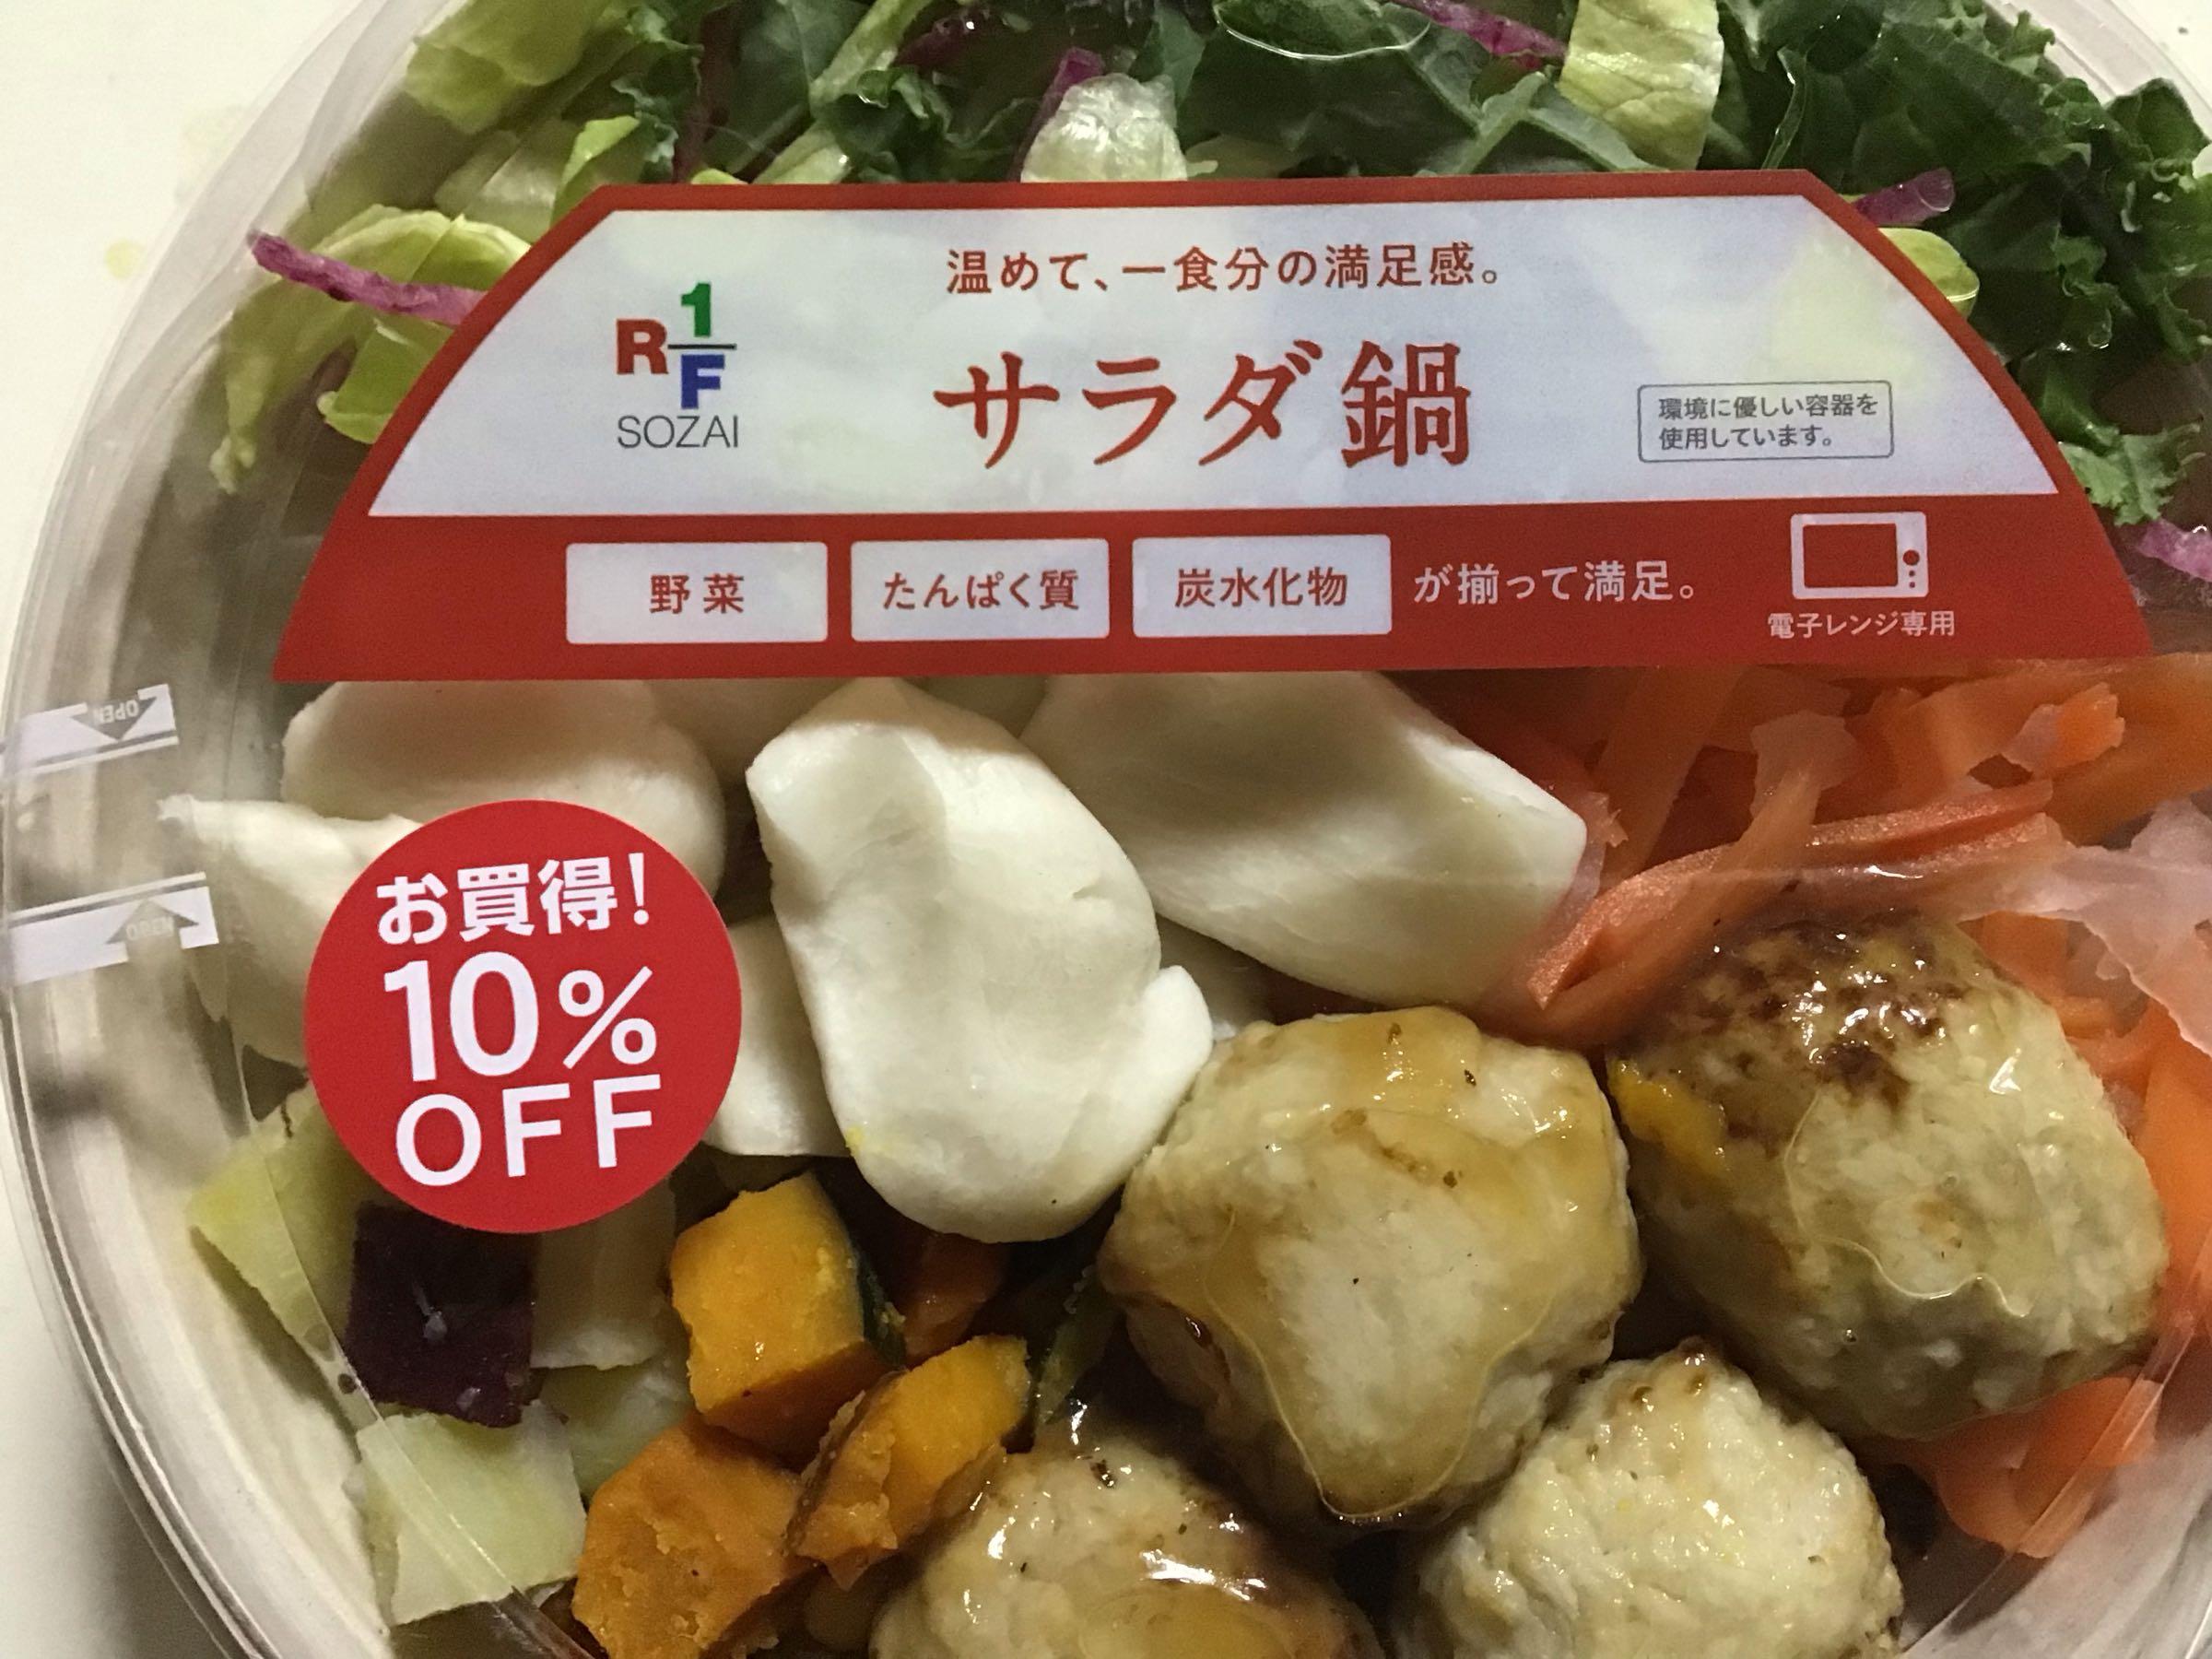 温めて、一食分の満足感。
R 1 F
SOZAI
サラダ鍋
環境に優しい容器を
使用しています。
野菜 たんぱく質 炭水化物 が揃って満足。
電子レンジ専用
OPEN
OPEN
お買得!
10%
OFF